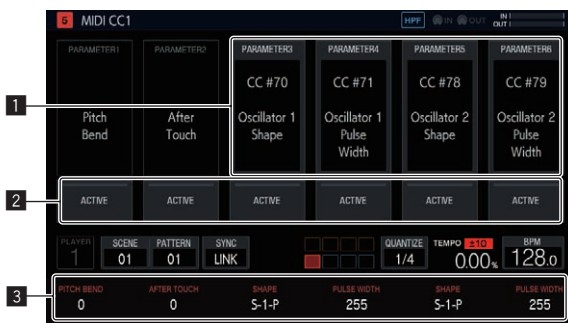 6 MIDI CC1 HPF IN OUT IN OUT
PARAMETER1 PARAMETER2 PARAMETER3 PARAMETER4 PARAMETER5 PARAMETER6
CC #70 CC #71 CC #78 CC #79
1
Pitch Bend
After Touch
Oscillator 1 Shape
Oscillator 1 Pulse Width
Oscillator 2 Shape
Oscillator 2 Pulse Width
2 ACTIVE ACTIVE ACTIVE ACTIVE ACTIVE ACTIVE
PLAYER SCENE PATTERN SYNC QUANTIZE TEMPO ±10 BPM
1 01 01 LINK 1/4 0.00% 128.0
PITCH BEND AFTER TOUCH SHAPE PULSE WIDTH SHAPE PULSE WIDTH
3 0 0 S-1-P 255 S-1-P 255